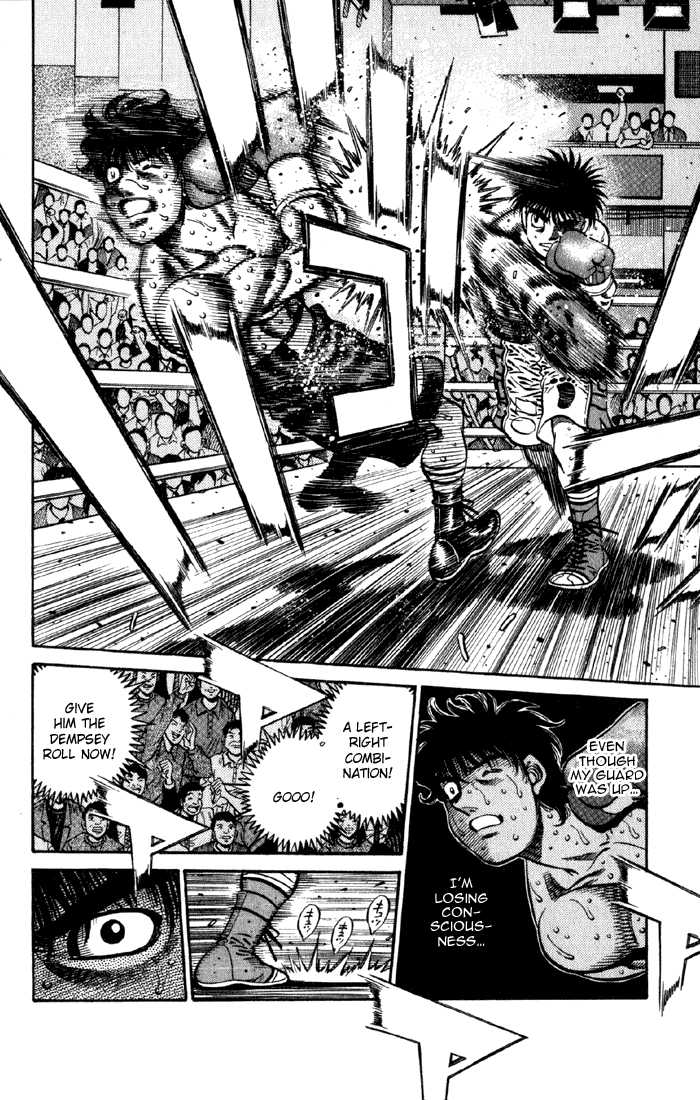 GIVE
HIM THE
DEMPSEY
ROLL NOW!
A LEFT-
RIGHT
COMBI-
NATION!
GOOO!
EVEN
THOUGH
MY GUARD
WAS UP...
I'M
LOSING
CON-
SCIOUS-
NESS...